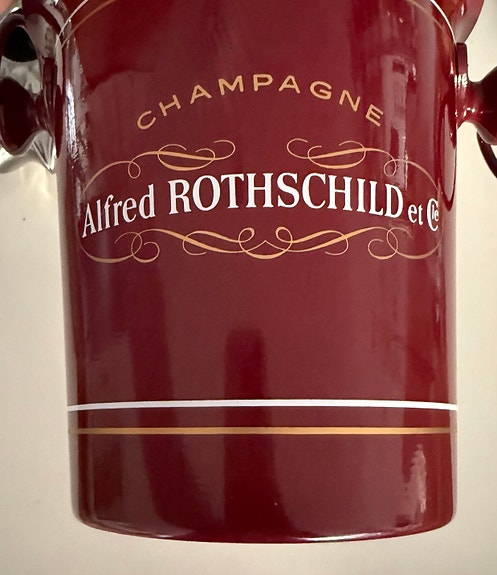 CHAMPAGNE
Alfred ROTHSCHILD et Cie